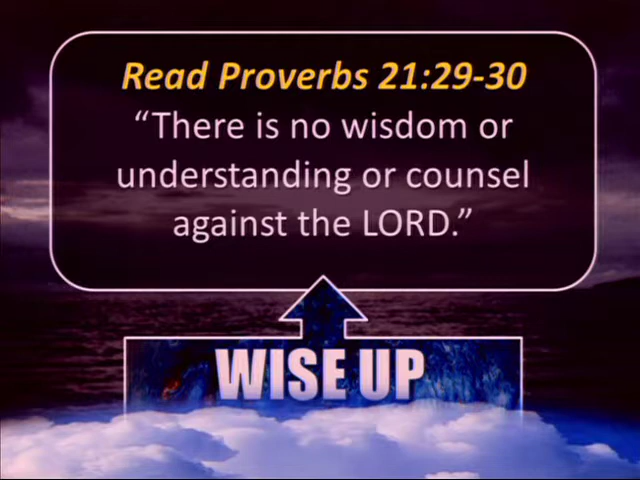 Read Proverbs 21:29-30
“There is no wisdom or
understanding or counsel
against the LORD.”
WISE UP